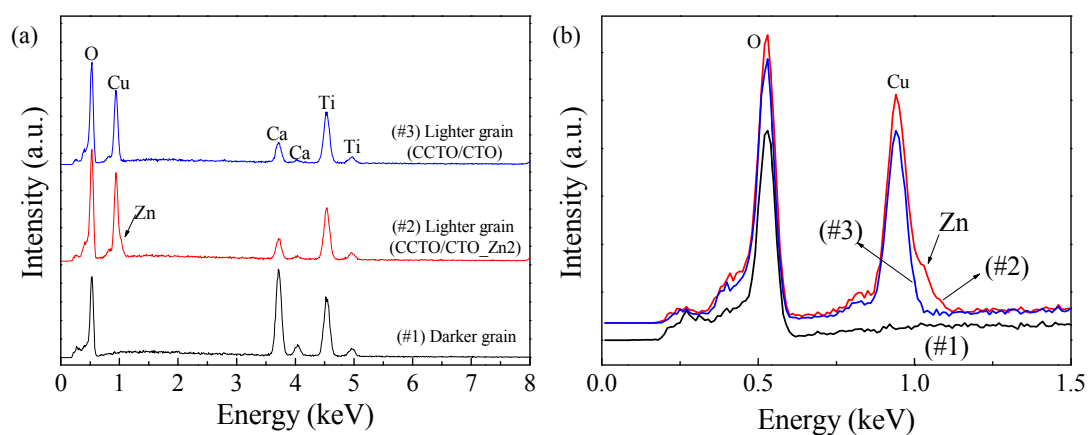 (a)
O
Cu
Ca
Ca
Ti
Ti
(#3) Lighter grain
(CCTO/CTO)
Zn
(#2) Lighter grain
(CCTO/CTO_Zn2)
(#1) Darker grain
Intensity (a.u.)
0 1 2 3 4 5 6 7 8
Energy (keV)
(b)
O
Cu
(#3)
Zn
(#2)
(#1)
Intensity (a.u.)
0.0 0.5 1.0 1.5
Energy (keV)